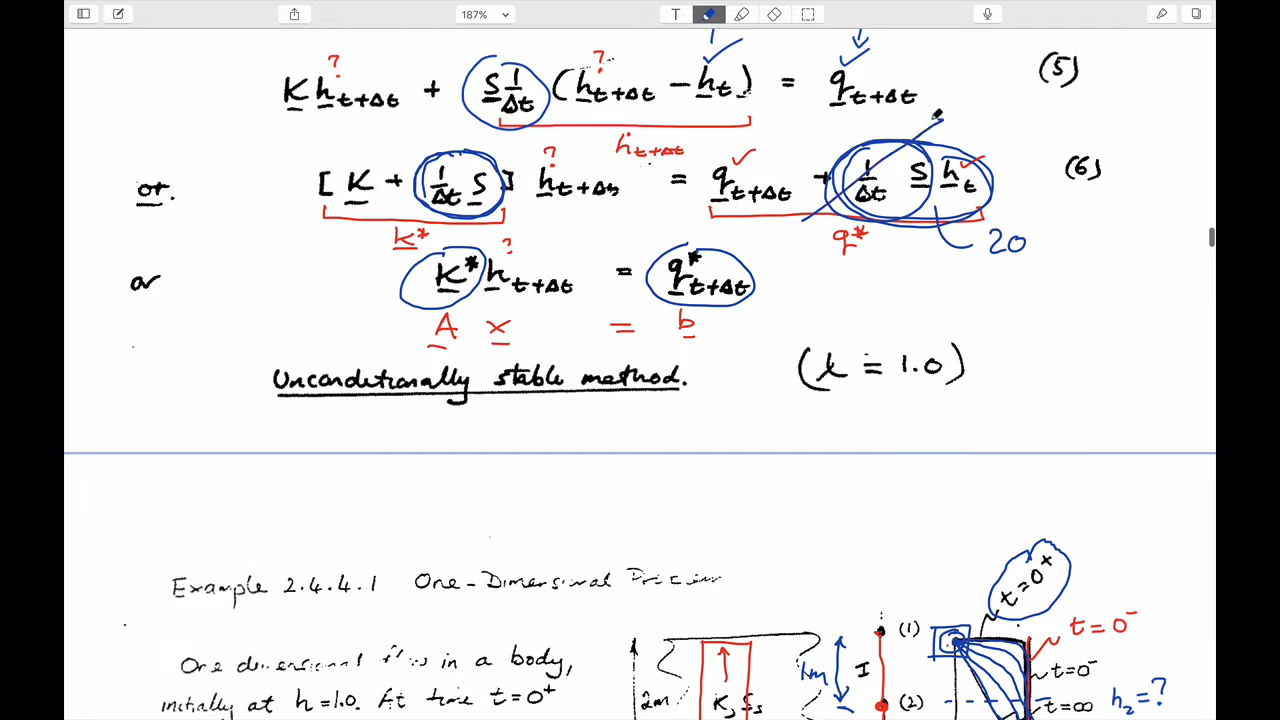 187%
T
? ? 
K h t+Δt + S 1/Δt (h t+Δt − h t) = q t+Δt (5)
ḣ t+Δt
or. [K + 1/Δt S] h t+Δt = q t+Δt + 1/Δt S h t (6)
?
K* q* 20
?
or K* h t+Δt = q* t+Δt
A x = b
Unconditionally stable method. (l ≐ 1.0)
Example 2.4.4.1 One-Dimensional
t=0⁺
(1) t=0⁻
One dimensional in a body,
1m I t=0⁻
initially at h=1.0. At time t=0⁺
2m K, Ss (2) t=∞ h₂=?